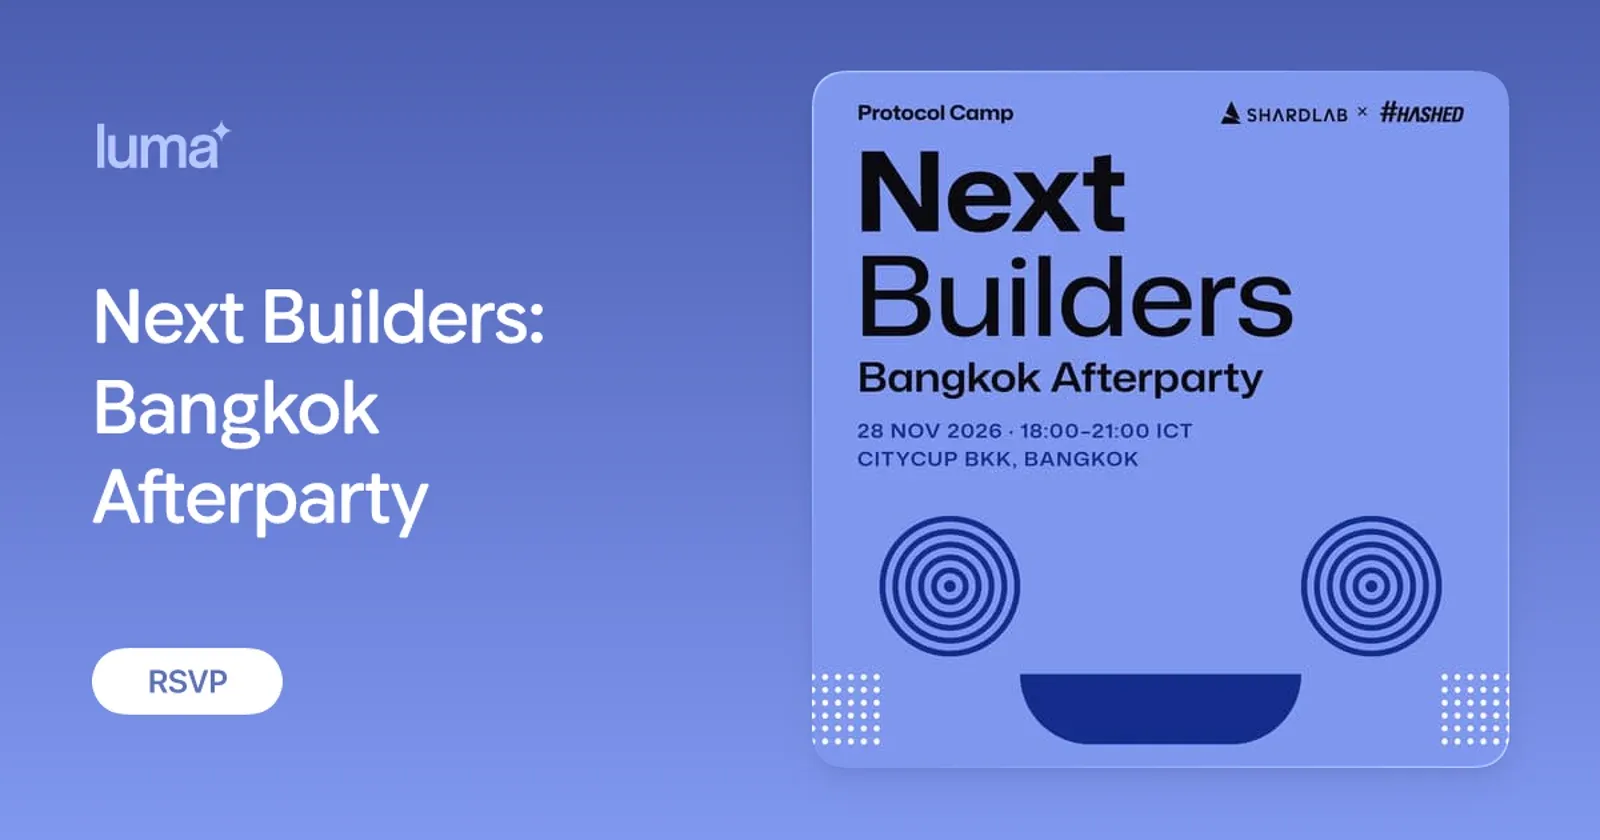 luma
Next Builders:
Bangkok
Afterparty
RSVP
Protocol Camp
SHARDLAB × #HASHED
Next
Builders
Bangkok Afterparty
28 NOV 2026 · 18:00–21:00 ICT
CITYCUP BKK, BANGKOK